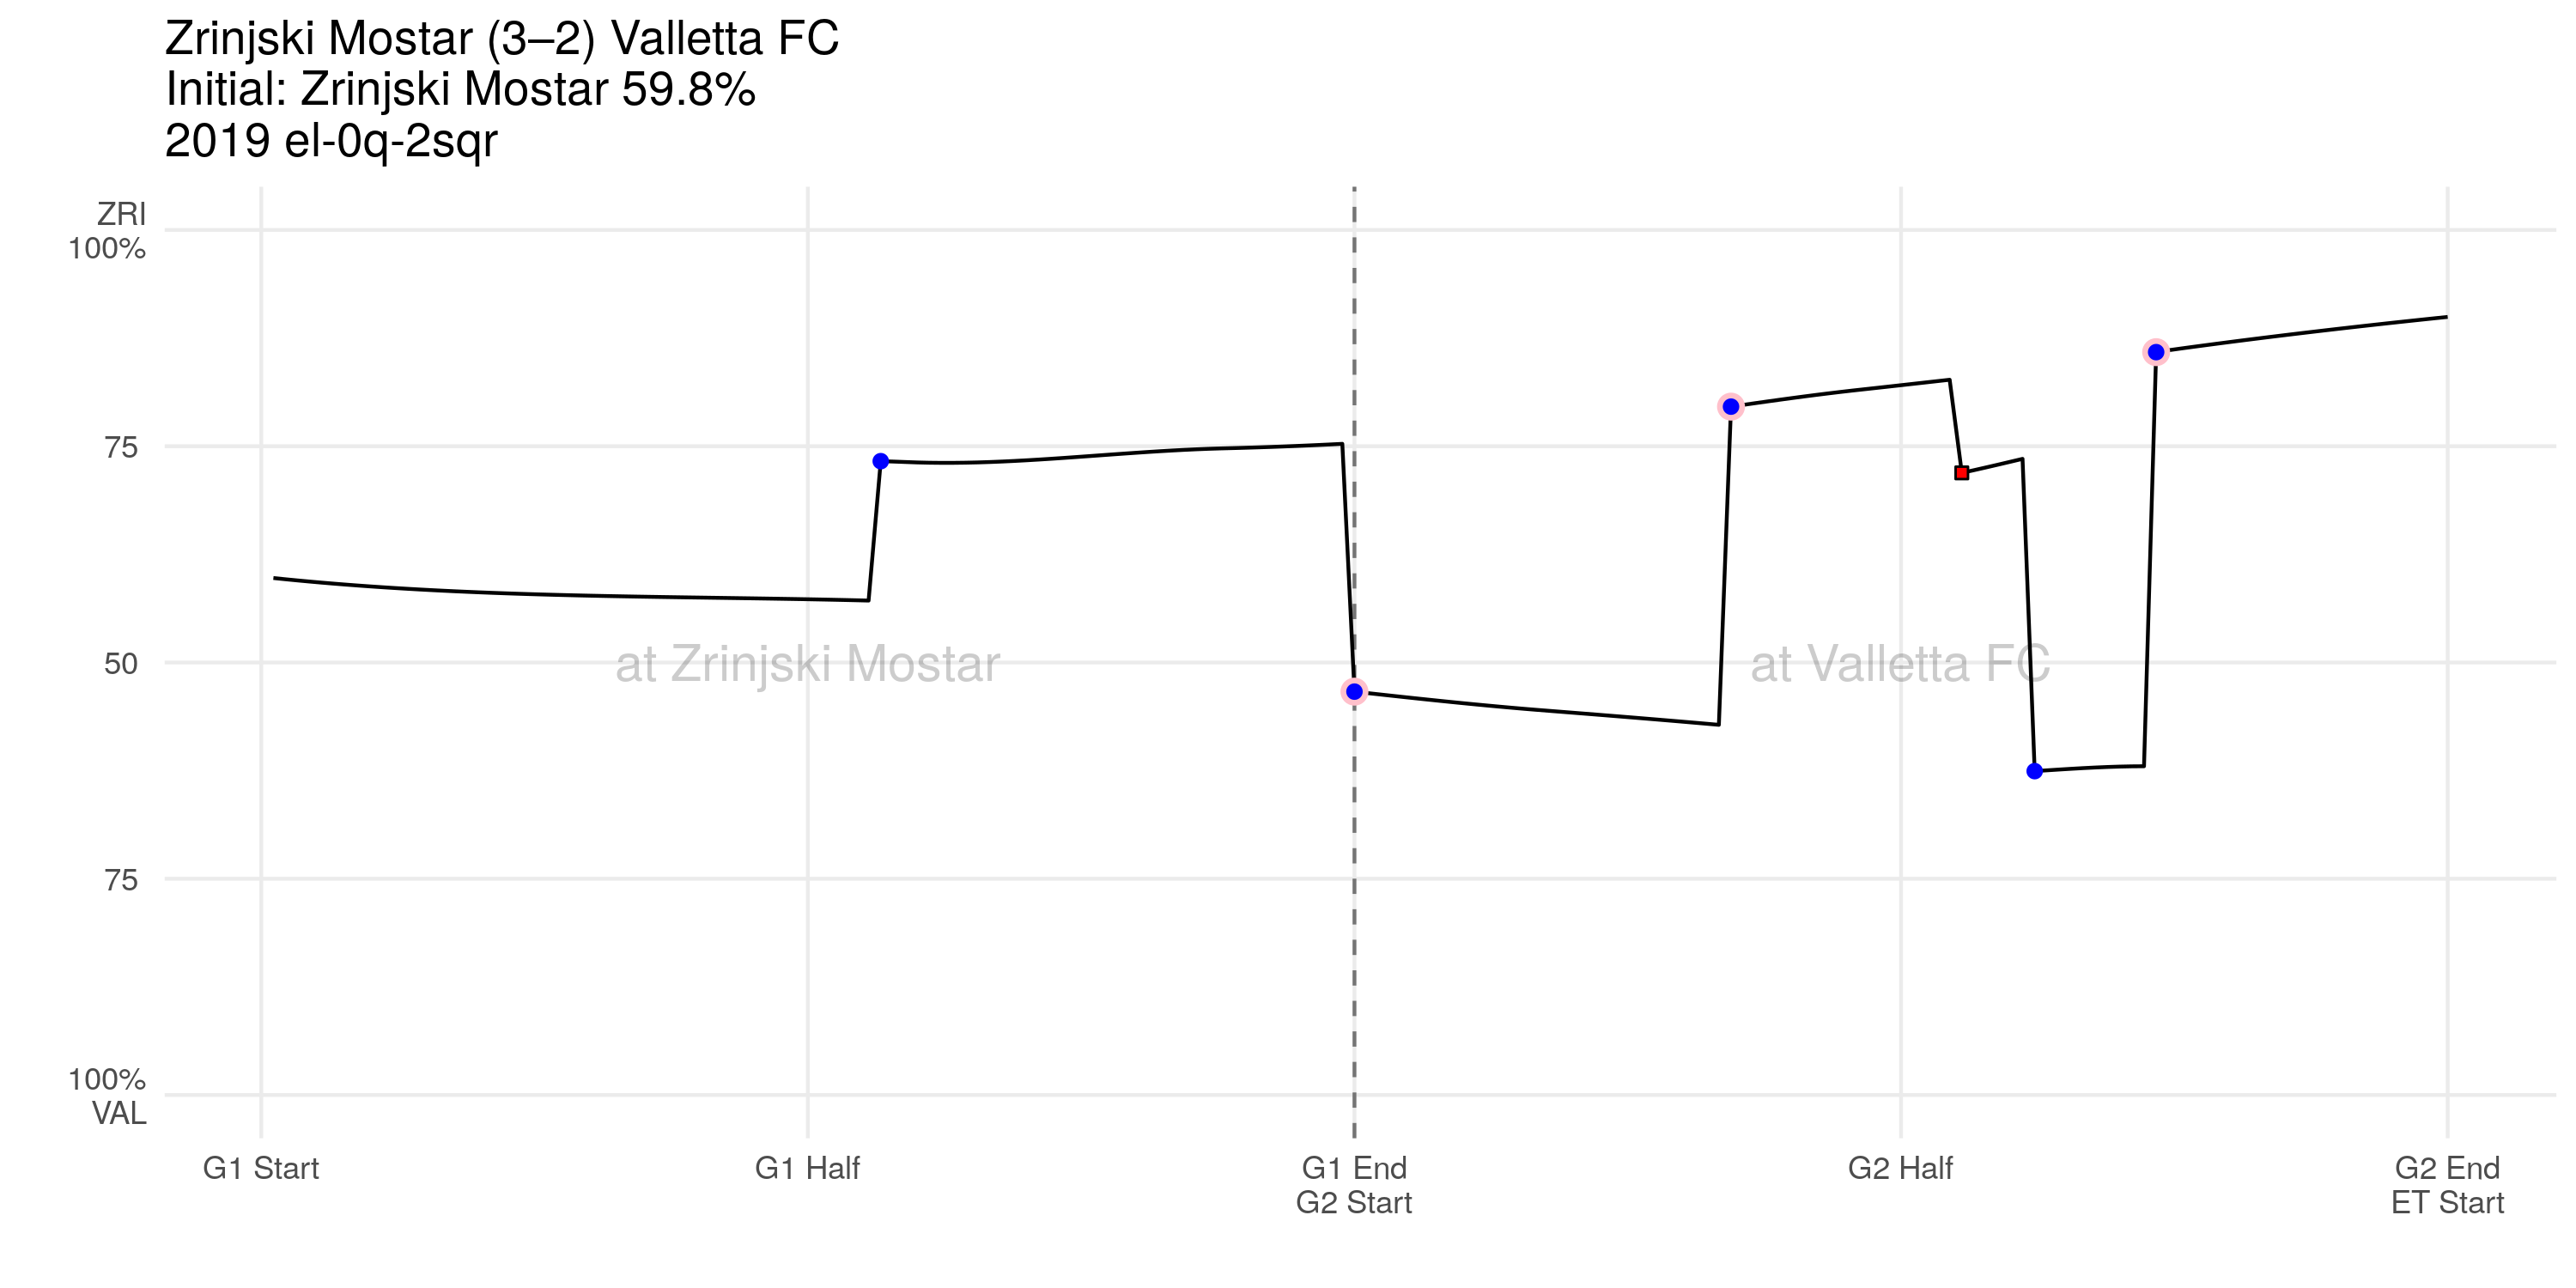 Zrinjski Mostar (3–2) Valletta FC
Initial: Zrinjski Mostar 59.8%
2019 el-0q-2sqr
ZRI
100%
75
50
75
100%
VAL
at Zrinjski Mostar
at Valletta FC
G1 Start
G1 Half
G1 End
G2 Start
G2 Half
G2 End
ET Start